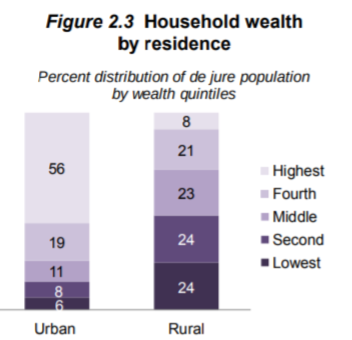 Figure 2.3 Household wealth
by residence
Percent distribution of de jure population
by wealth quintiles
8
56
21
Highest
Fourth
23
Middle
19
Second
24
11
Lowest
8
24
6
Urban
Rural